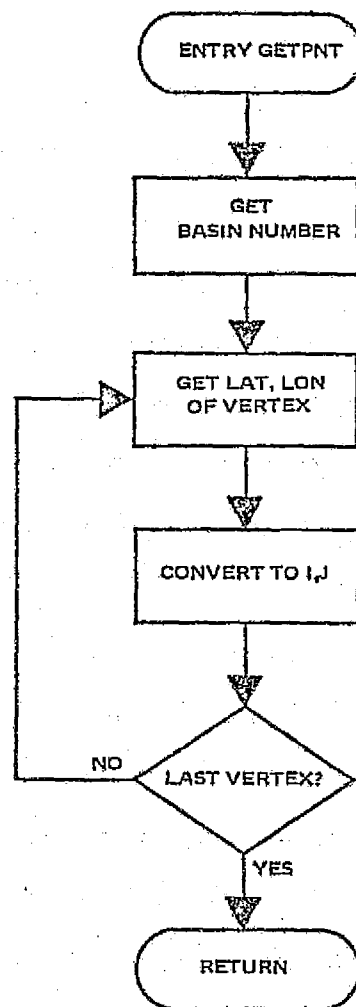 ENTRY GETPNT
GET
BASIN NUMBER
GET LAT, LON
OF VERTEX
CONVERT TO I,J
LAST VERTEX?
NO
YES
RETURN